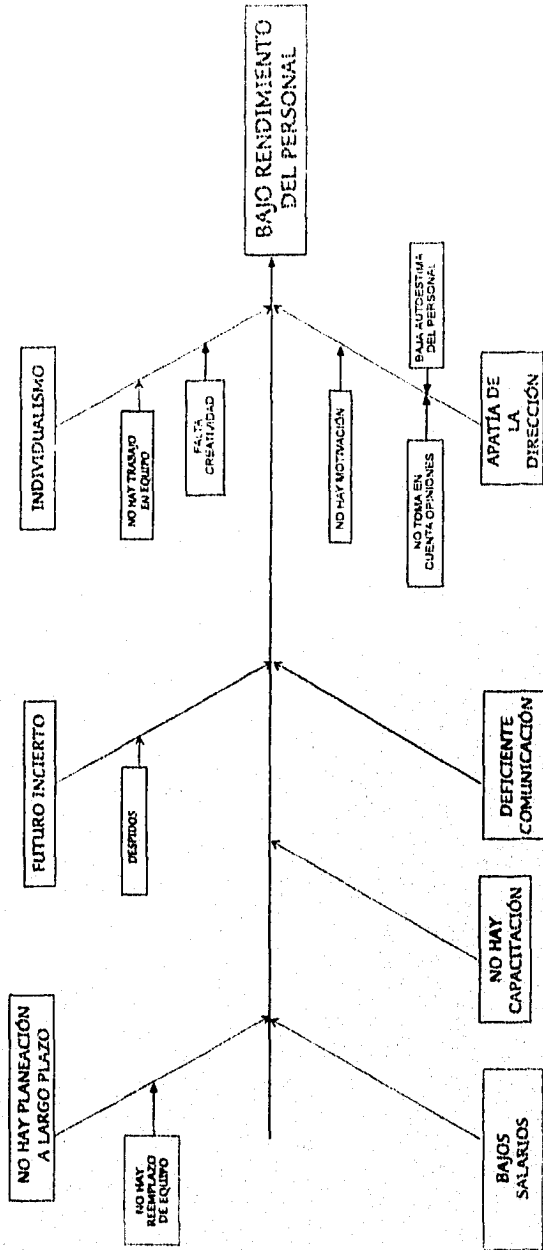 NO HAY PLANEACIÓN
A LARGO PLAZO
FUTURO INCIERTO
INDIVIDUALISMO
NO HAY
REEMPLAZO
DE EQUIPO
DESPIDOS
NO HAY TRABAJO
EN EQUIPO
FALTA
CREATIVIDAD
BAJO RENDIMIENTO
DEL PERSONAL
NO HAY MOTIVACIÓN
NO TOMA EN
CUENTA OPINIONES
BAJA AUTOESTIMA
DEL PERSONAL
BAJOS
SALARIOS
NO HAY
CAPACITACIÓN
DEFICIENTE
COMUNICACIÓN
APATÍA DE
LA
DIRECCIÓN